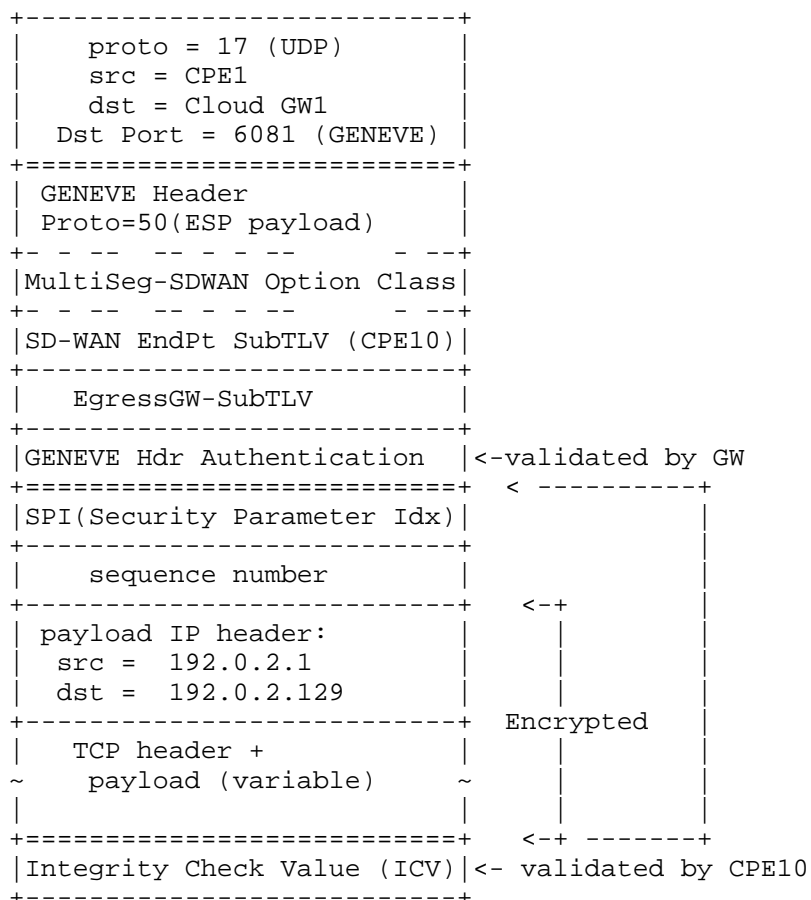 +---------------------------+
|    proto = 17 (UDP)       |
|    src = CPE1             |
|    dst = Cloud GW1        |
|  Dst Port = 6081 (GENEVE) |
+===========================+
| GENEVE Header             |
| Proto=50(ESP payload)     |
+- - --  -- - - --     - --+
|MultiSeg-SDWAN Option Class|
+- - --  -- - - --     - --+
|SD-WAN EndPt SubTLV (CPE10)|
+---------------------------+
|   EgressGW-SubTLV         |
+---------------------------+
|GENEVE Hdr Authentication  |<-validated by GW
+===========================+  < ----------+
|SPI(Security Parameter Idx)|              |
+---------------------------+              |
|    sequence number        |              |
+---------------------------+   <-+        |
| payload IP header:        |     |        |
|  src =  192.0.2.1         |     |        |
|  dst =  192.0.2.129       |     |        |
+---------------------------+  Encrypted   |
|   TCP header +            |     |        |
~    payload (variable)     ~     |        |
|                           |     |        |
+===========================+   <-+ -------+
|Integrity Check Value (ICV)|<- validated by CPE10
+---------------------------+